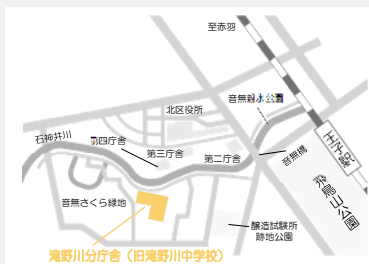 至赤羽
音無親水公園
北区役所
石神井川
第四庁舎
第三庁舎
第二庁舎
音無橋
王子駅
飛鳥山公園
音無さくら緑地
醸造試験所
跡地公園
滝野川分庁舎（旧滝野川中学校）